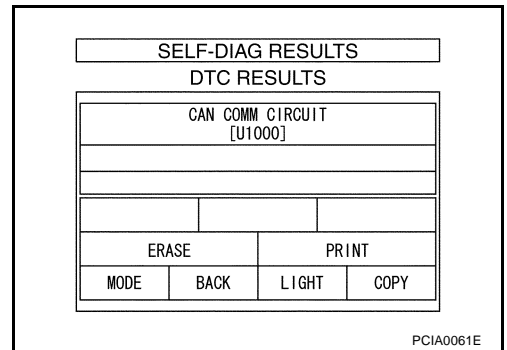 SELF-DIAG RESULTS
DTC RESULTS
CAN COMM CIRCUIT
[U1000]
ERASE PRINT
MODE BACK LIGHT COPY
PCIA0061E